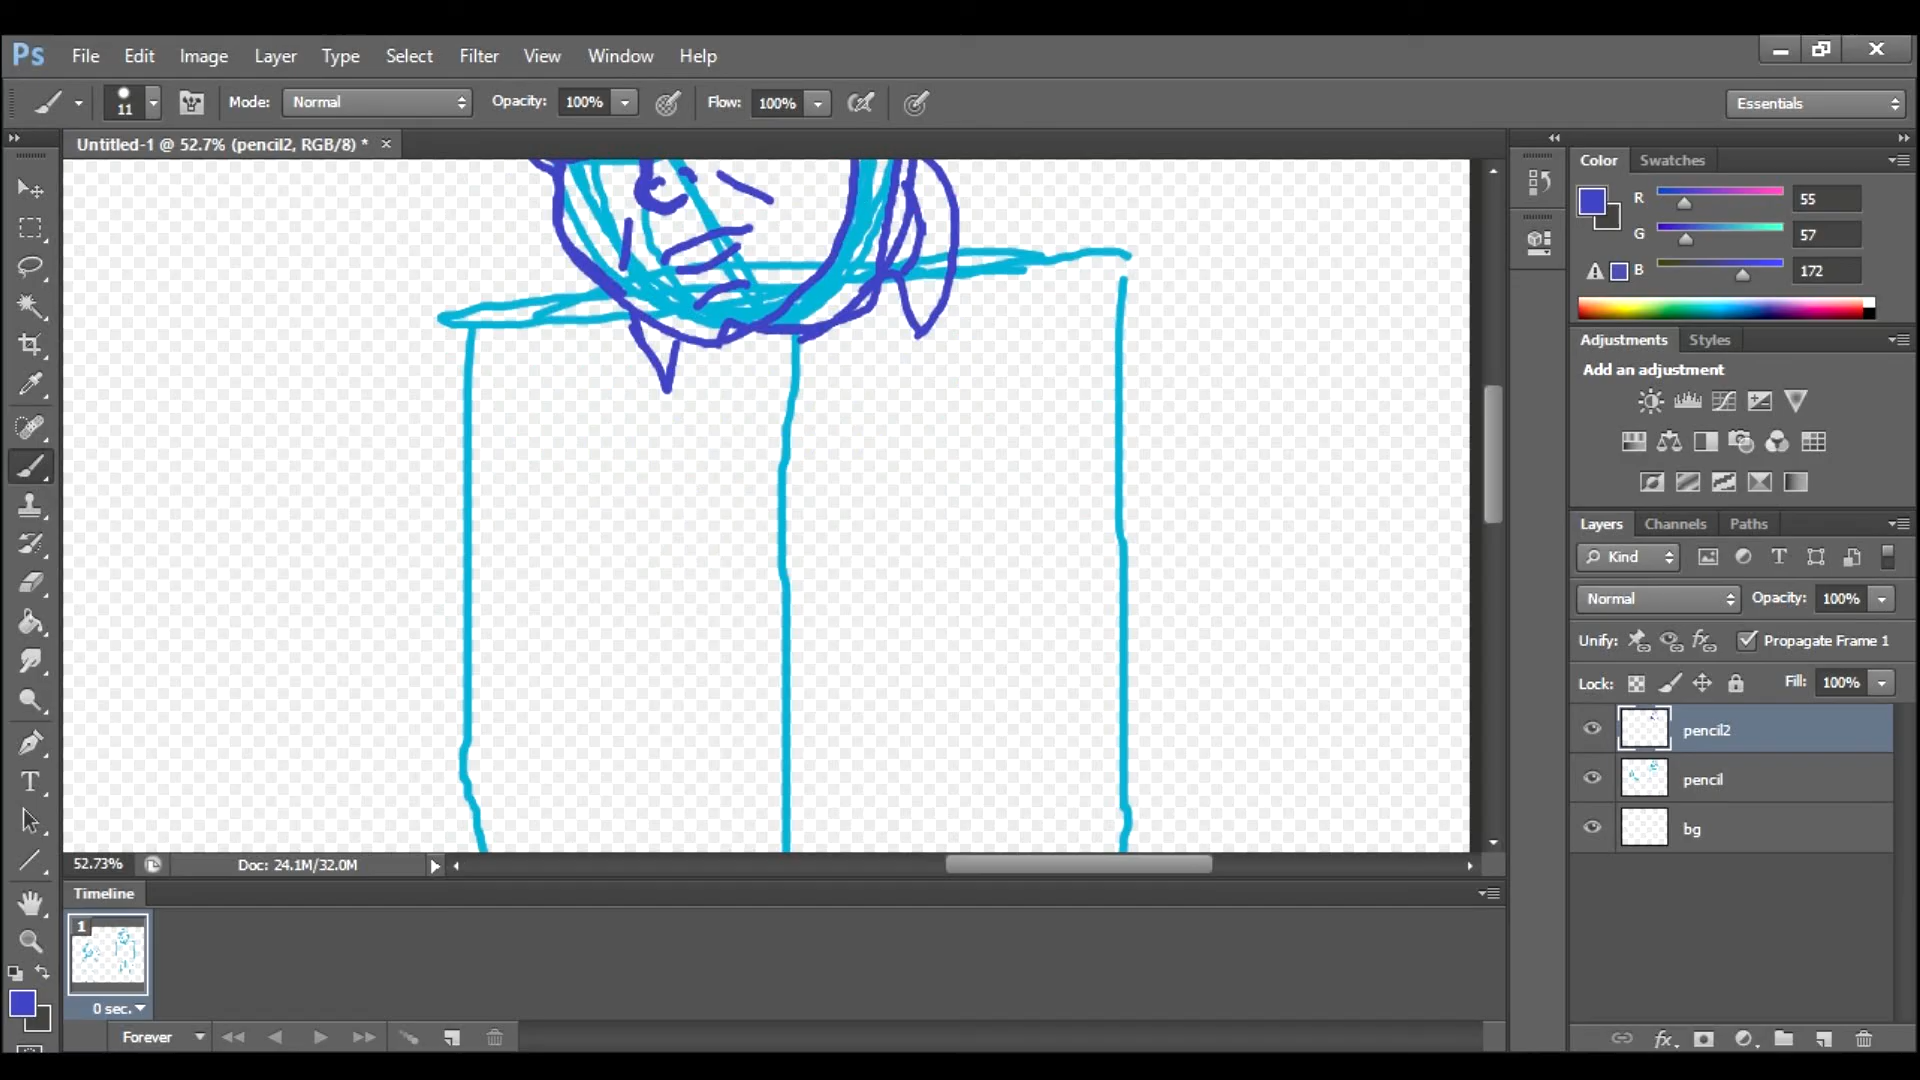 Ps File Edit Image Layer Type Select Filter View Window Help
11 Mode: Normal Opacity: 100% Flow: 100% Essentials
Untitled-1 @ 52.7% (pencil2, RGB/8) *
Color Swatches
R 55
G 57
B 172
Adjustments Styles
Add an adjustment
Layers Channels Paths
Kind
Normal Opacity: 100%
Unify: Propagate Frame 1
Lock: Fill: 100%
pencil2
pencil
bg
52.73% Doc: 24.1M/32.0M
Timeline
1
0 sec.
Forever
fx